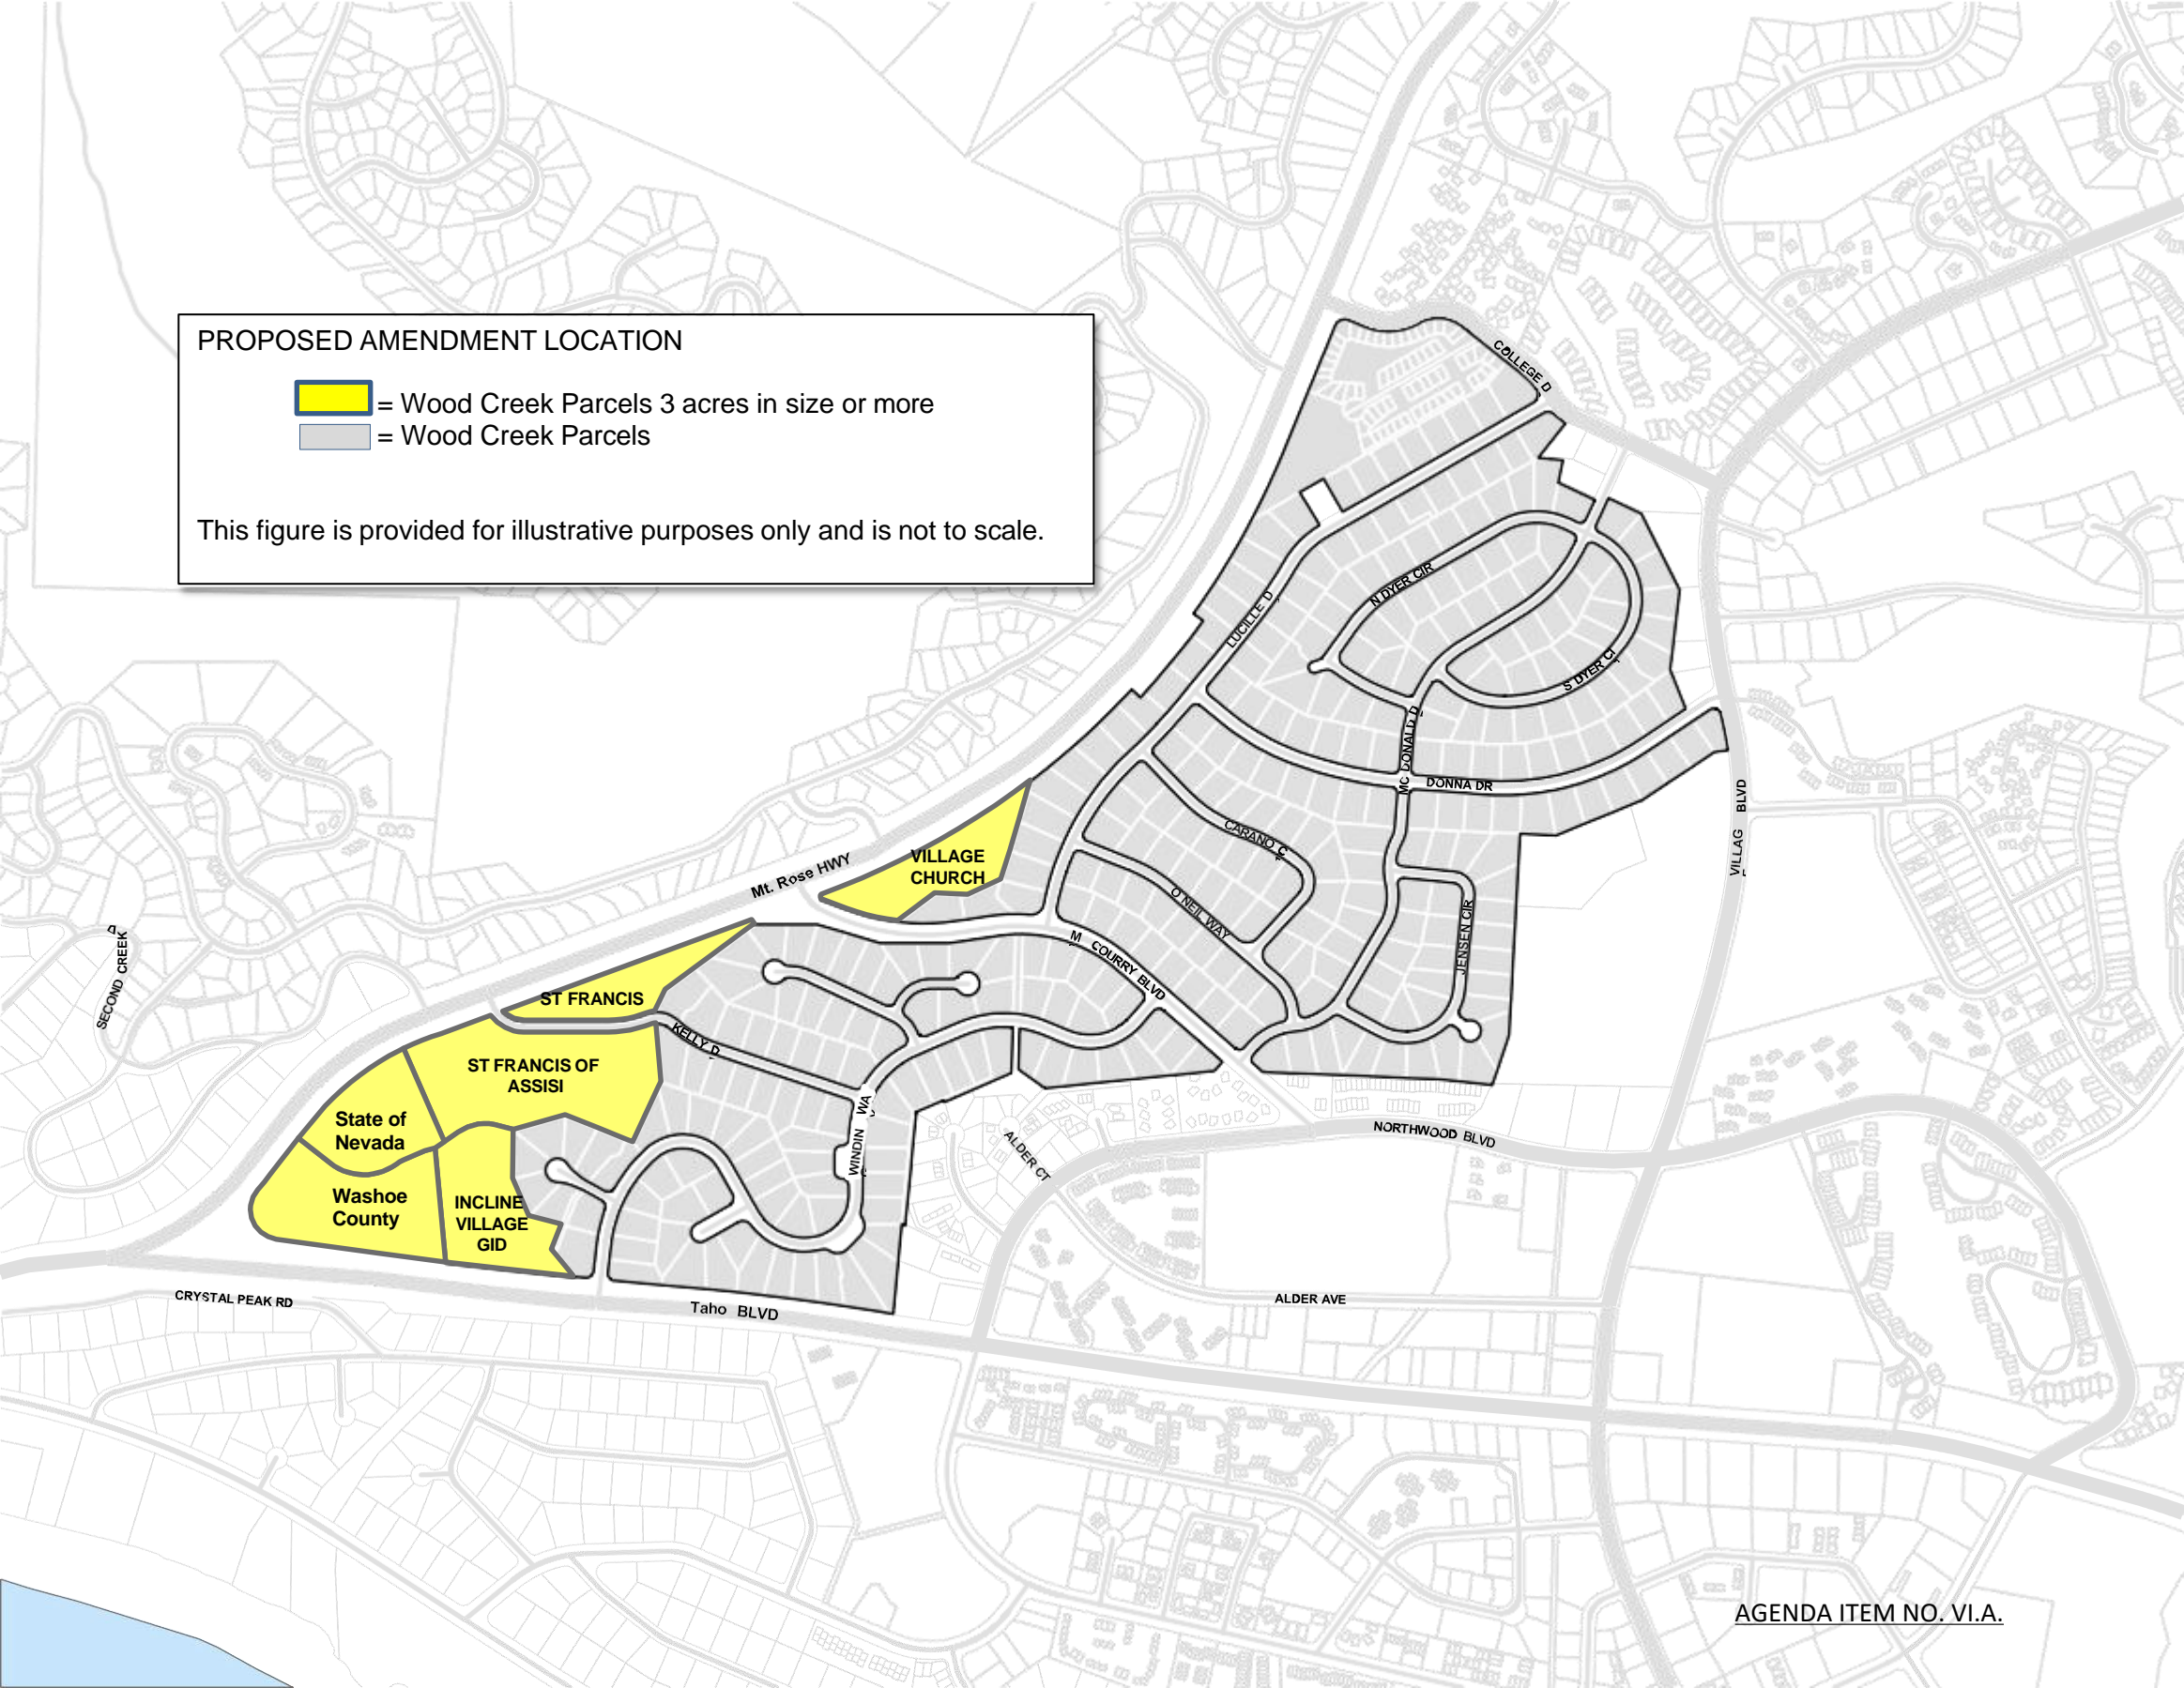 PROPOSED AMENDMENT LOCATION
= Wood Creek Parcels 3 acres in size or more
= Wood Creek Parcels
This figure is provided for illustrative purposes only and is not to scale.
COLLEGE D
N DYER CIR
LUCILLE D
S DYER CI
MC DONALD D
DONNA DR
VILLAG BLVD
CARANO C
VILLAGE
CHURCH
Mt. Rose HWY
O NEIL WAY
JENSEN CIR
M COURRY BLVD
SECOND CREEK D
ST FRANCIS
KELLY D
ST FRANCIS OF
ASSISI
WINDIN WA
State of
Nevada
ALDER CT
NORTHWOOD BLVD
Washoe
County
INCLINE
VILLAGE
GID
CRYSTAL PEAK RD
Taho BLVD
ALDER AVE
AGENDA ITEM NO. VI.A.